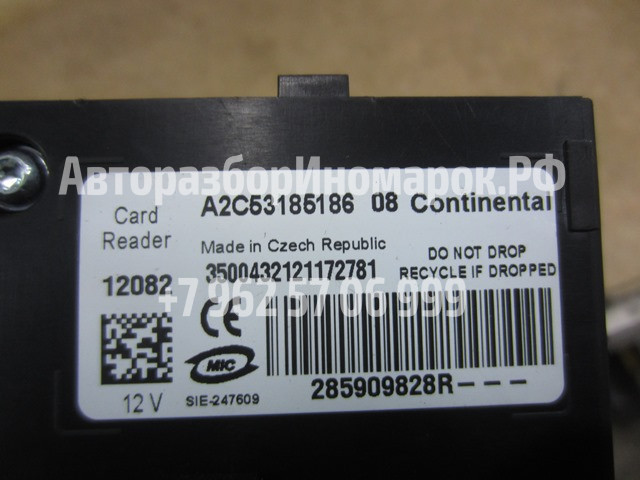 АвторазборИномарок.РФ
Card
Reader
A2C53185186 08 Continental
Made in Czech Republic
3500432121172781
DO NOT DROP
RECYCLE IF DROPPED
12082
+7 962 57 06 999
CE
MIC
12 V
SIE-247609
285909828R---